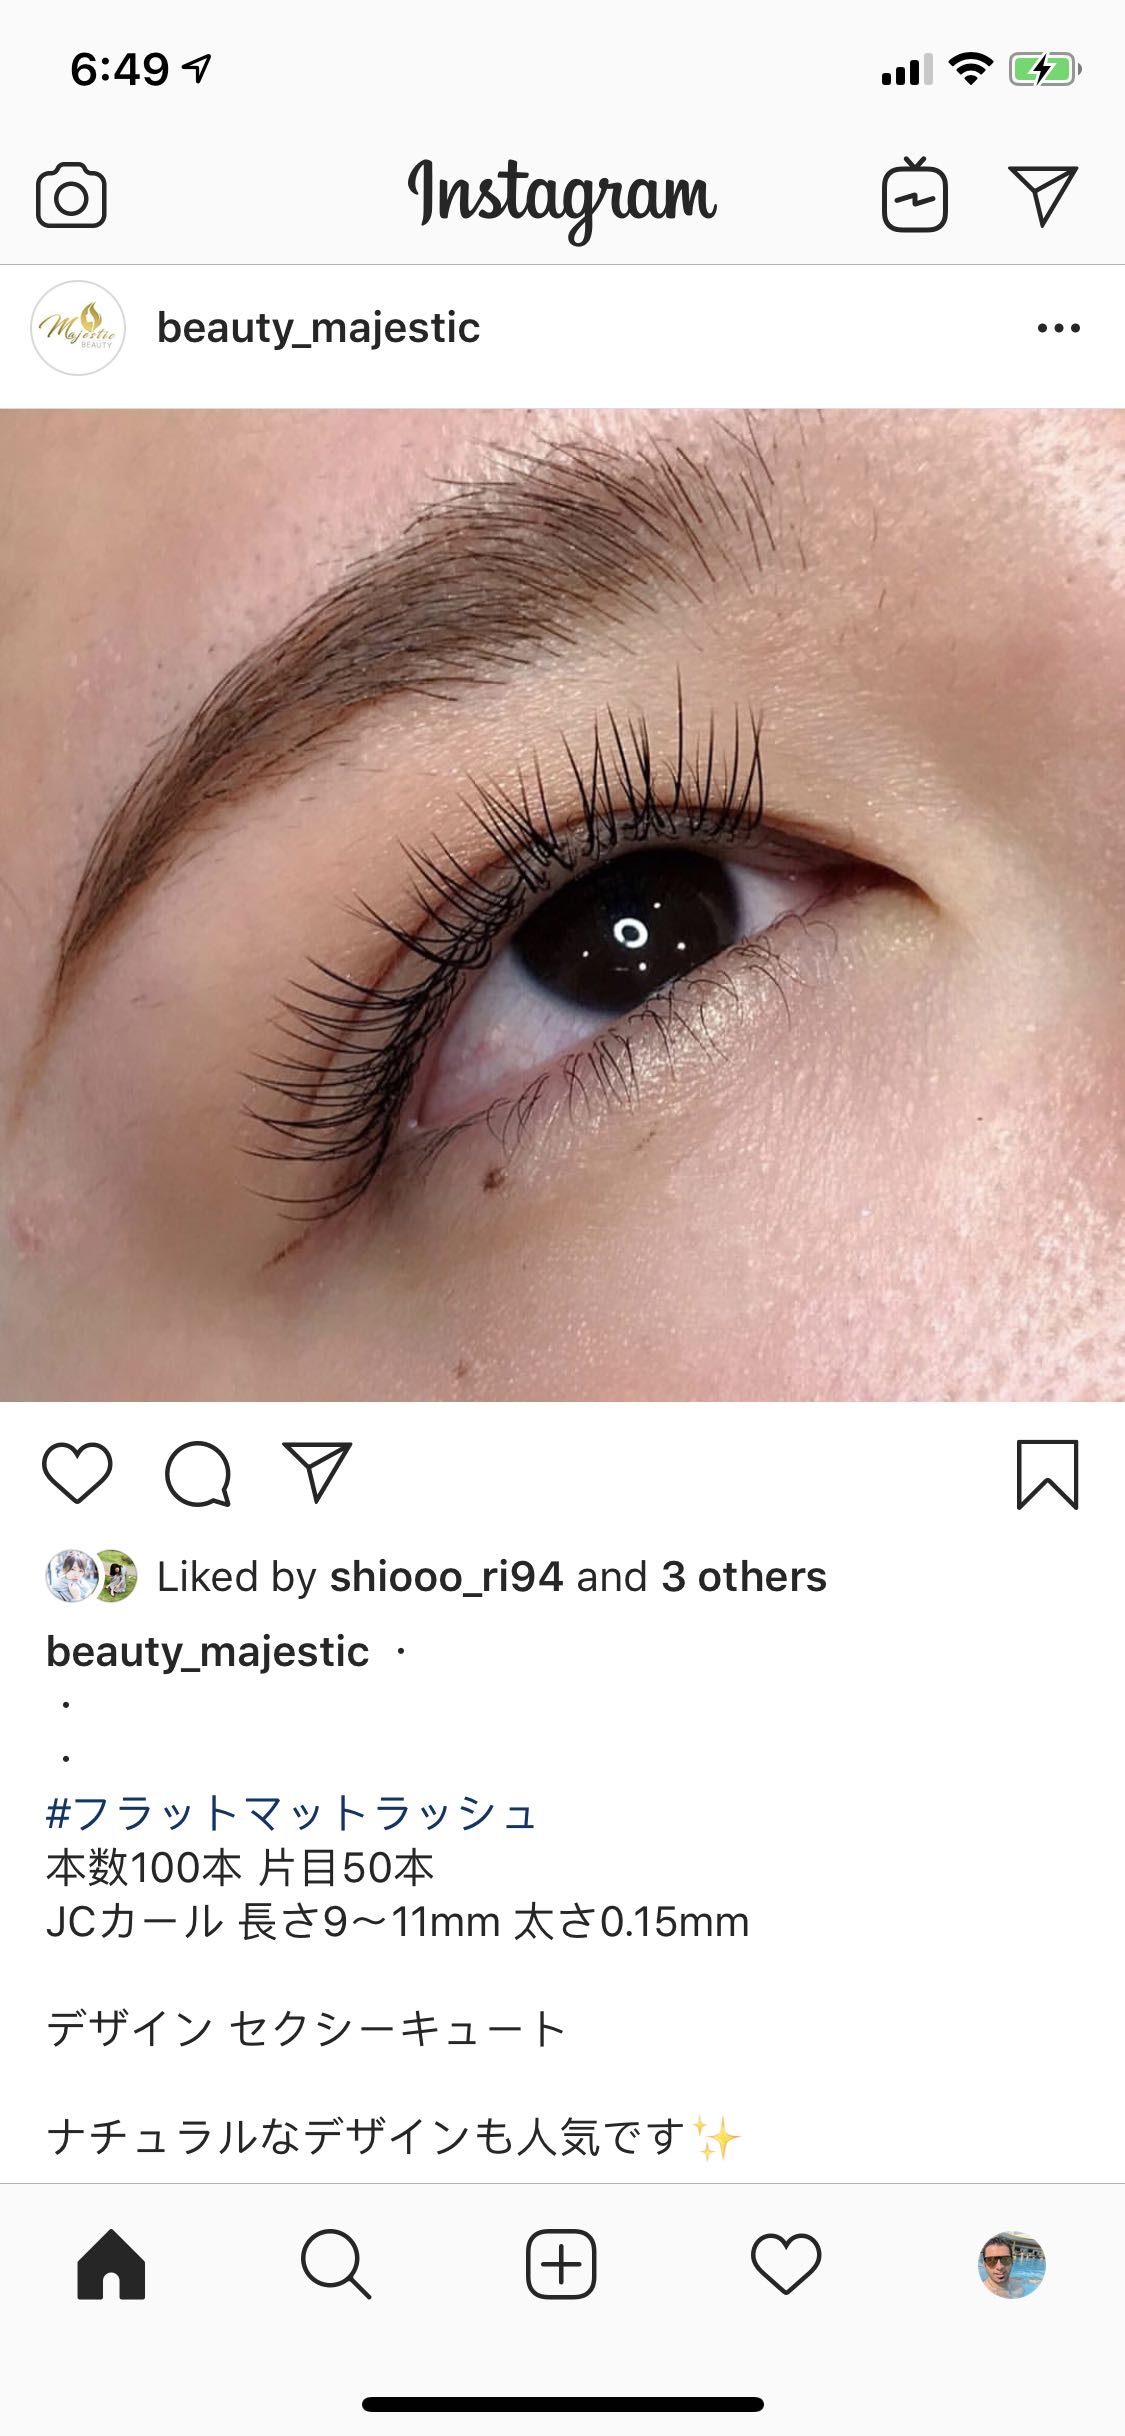 6:49
Instagram
Majestic
BEAUTY
beauty_majestic
Liked by shiooo_ri94 and 3 others
beauty_majestic ・
・
・
#フラットマットラッシュ
本数100本 片目50本
JCカール 長さ9〜11mm 太さ0.15mm
デザイン セクシーキュート
ナチュラルなデザインも人気です✨